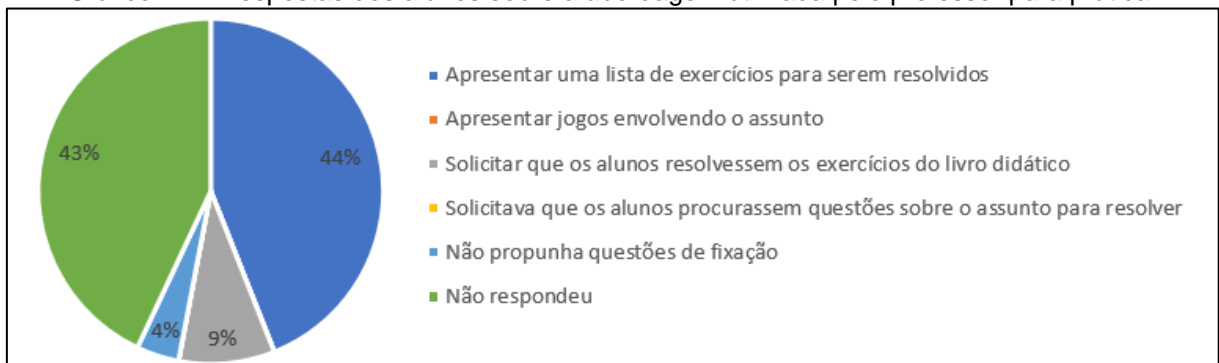 44%
9%
4%
43%
Apresentar uma lista de exercícios para serem resolvidos
Apresentar jogos envolvendo o assunto
Solicitar que os alunos resolvessem os exercícios do livro didático
Solicitava que os alunos procurassem questões sobre o assunto para resolver
Não propunha questões de fixação
Não respondeu